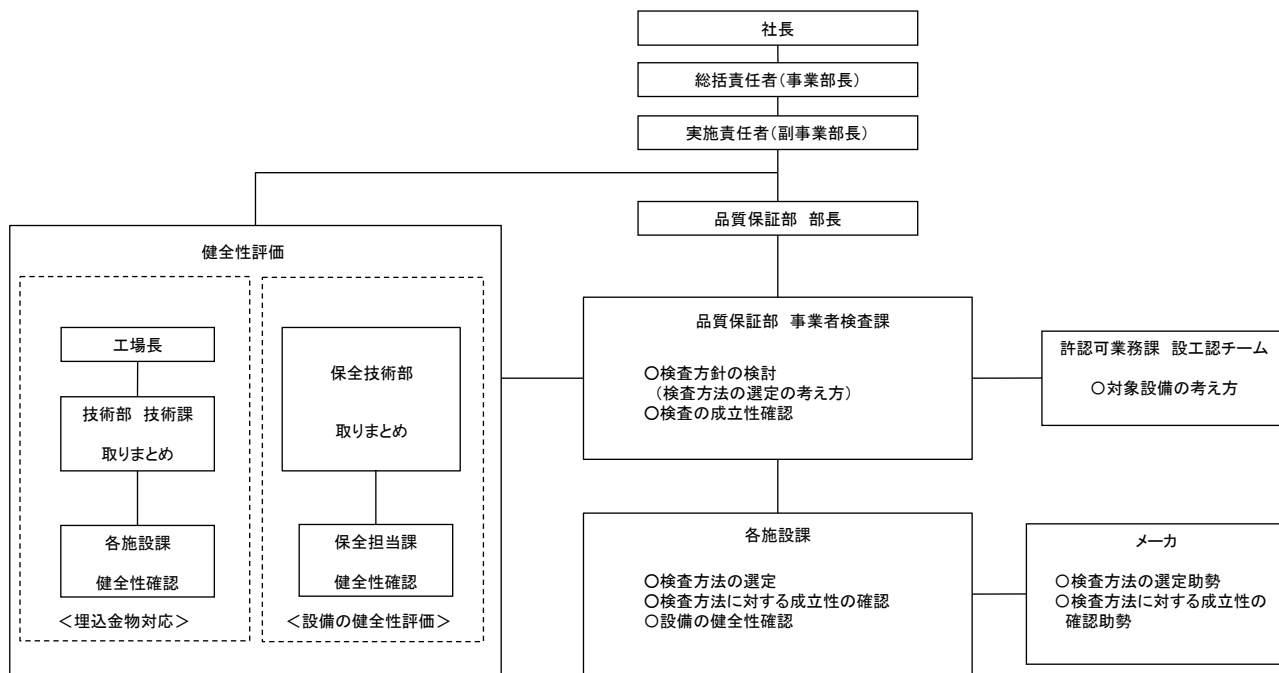 社長
総括責任者(事業部長)
実施責任者(副事業部長)
品質保証部 部長
健全性評価
工場長
技術部 技術課
取りまとめ
各施設課
健全性確認
<埋込金物対応>
保全技術部
取りまとめ
保全担当課
健全性確認
<設備の健全性評価>
品質保証部 事業者検査課
○検査方針の検討
(検査方法の選定の考え方)
○検査の成立性確認
許認可業務課 設工認チーム
○対象設備の考え方
各施設課
○検査方法の選定
○検査方法に対する成立性の確認
○設備の健全性確認
メーカ
○検査方法の選定助勢
○検査方法に対する成立性の
確認助勢